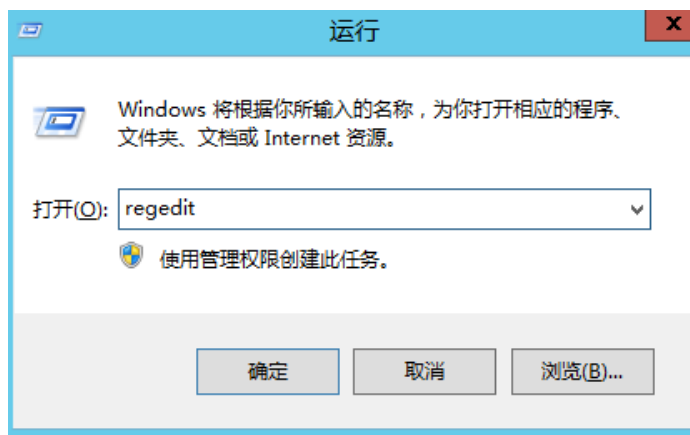 运行
x
Windows 将根据你所输入的名称，为你打开相应的程序、
文件夹、文档或 Internet 资源。
打开(O): regedit
使用管理权限创建此任务。
确定 取消 浏览(B)...